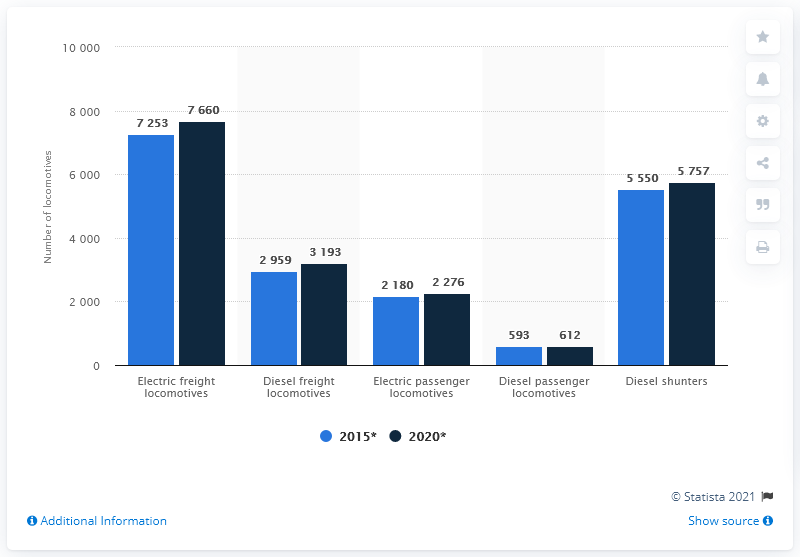 10 000
8 000
6 000
4 000
2 000
0
Number of locomotives
7 253
7 660
2 959
3 193
2 180
2 276
593
612
5 550
5 757
Electric freight
locomotives
Diesel freight
locomotives
Electric passenger
locomotives
Diesel passenger
locomotives
Diesel shunters
2015*
2020*
© Statista 2021
Additional Information
Show source